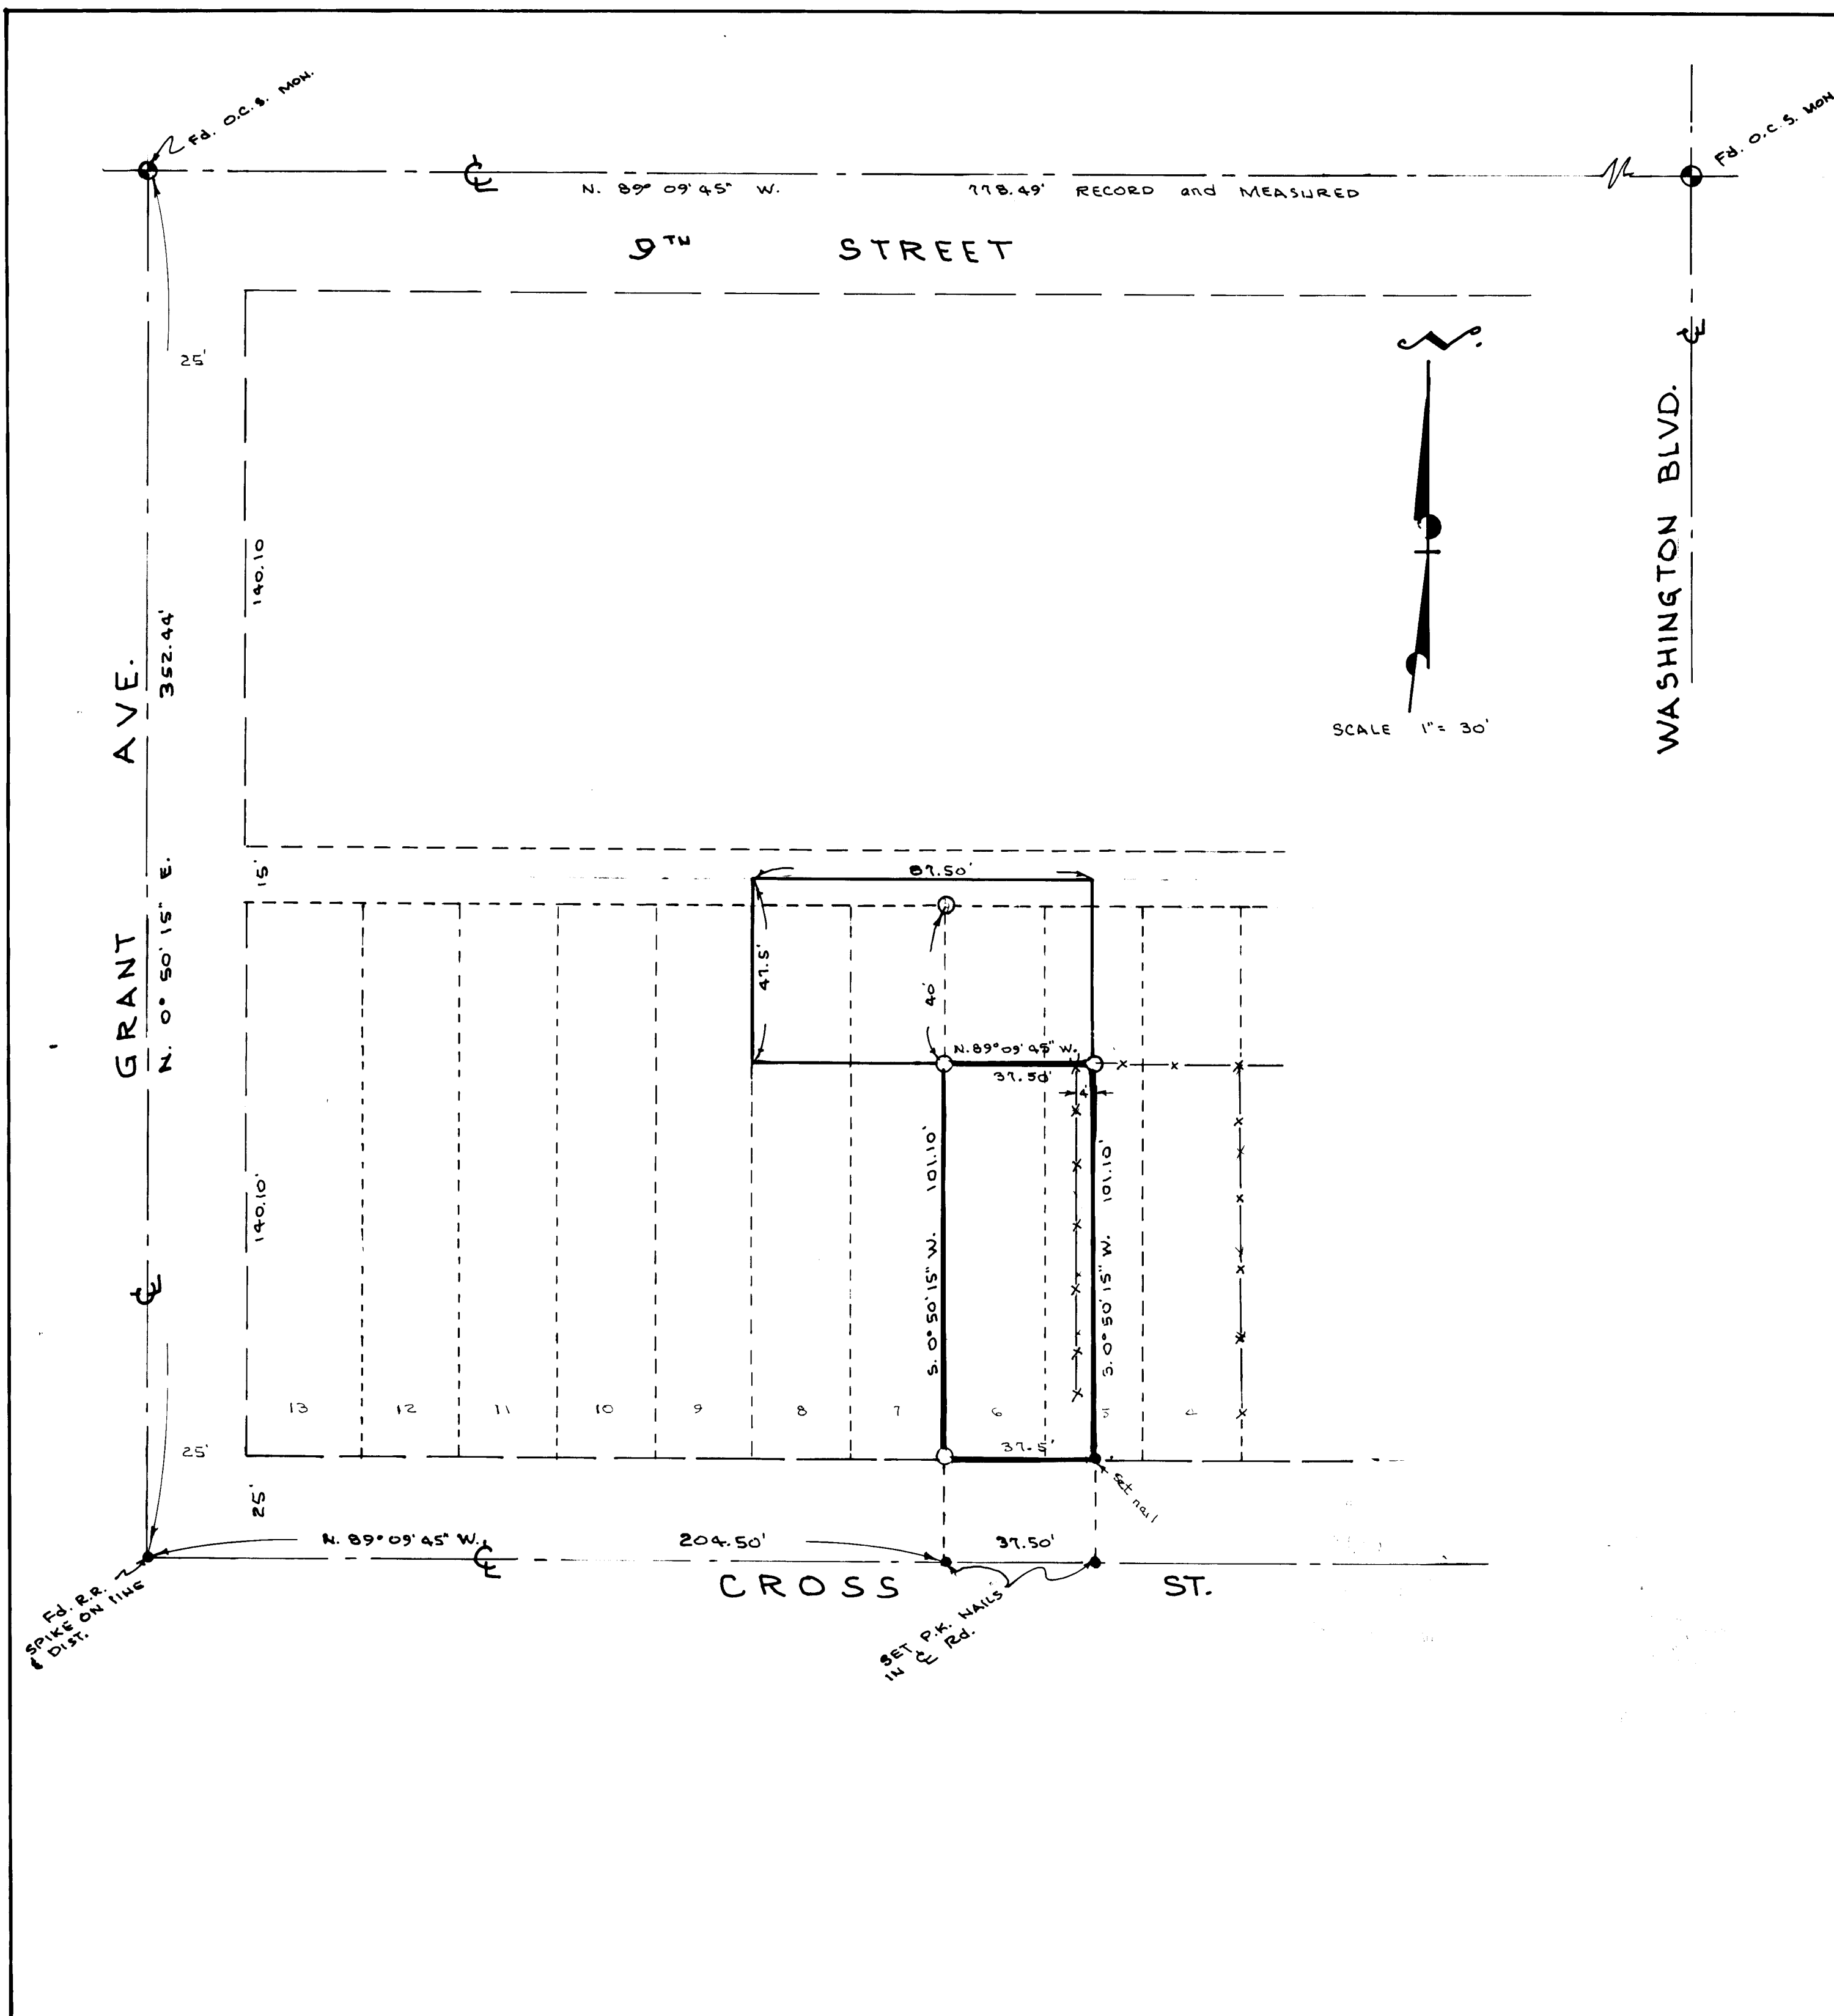 Fd. O.C.S. MON.
Fd. O.C.S. MON
℄
N. 89° 09' 45" W. 778.49' RECORD and MEASURED
9TH STREET
25'
℄
WASHINGTON BLVD.
N.
SCALE 1" = 30'
140.10
GRANT AVE.
N. 0° 50' 15" E. 352.44'
15'
87.50'
47.5'
40'
N. 89° 09' 45" W.
37.50'
4'
S. 0° 50' 15" W. 101.10'
S. 0° 50' 15" W. 101.10'
140.10'
℄
13 12 11 10 9 8 7 6 5 4
37.5'
25'
25'
Set nail
N. 89° 09' 45" W. ℄ 204.50' 37.50'
CROSS ST.
Fd. R.R.
SPIKE ON LINE
& DIST.
SET P.K. NAILS
IN ℄ Rd.